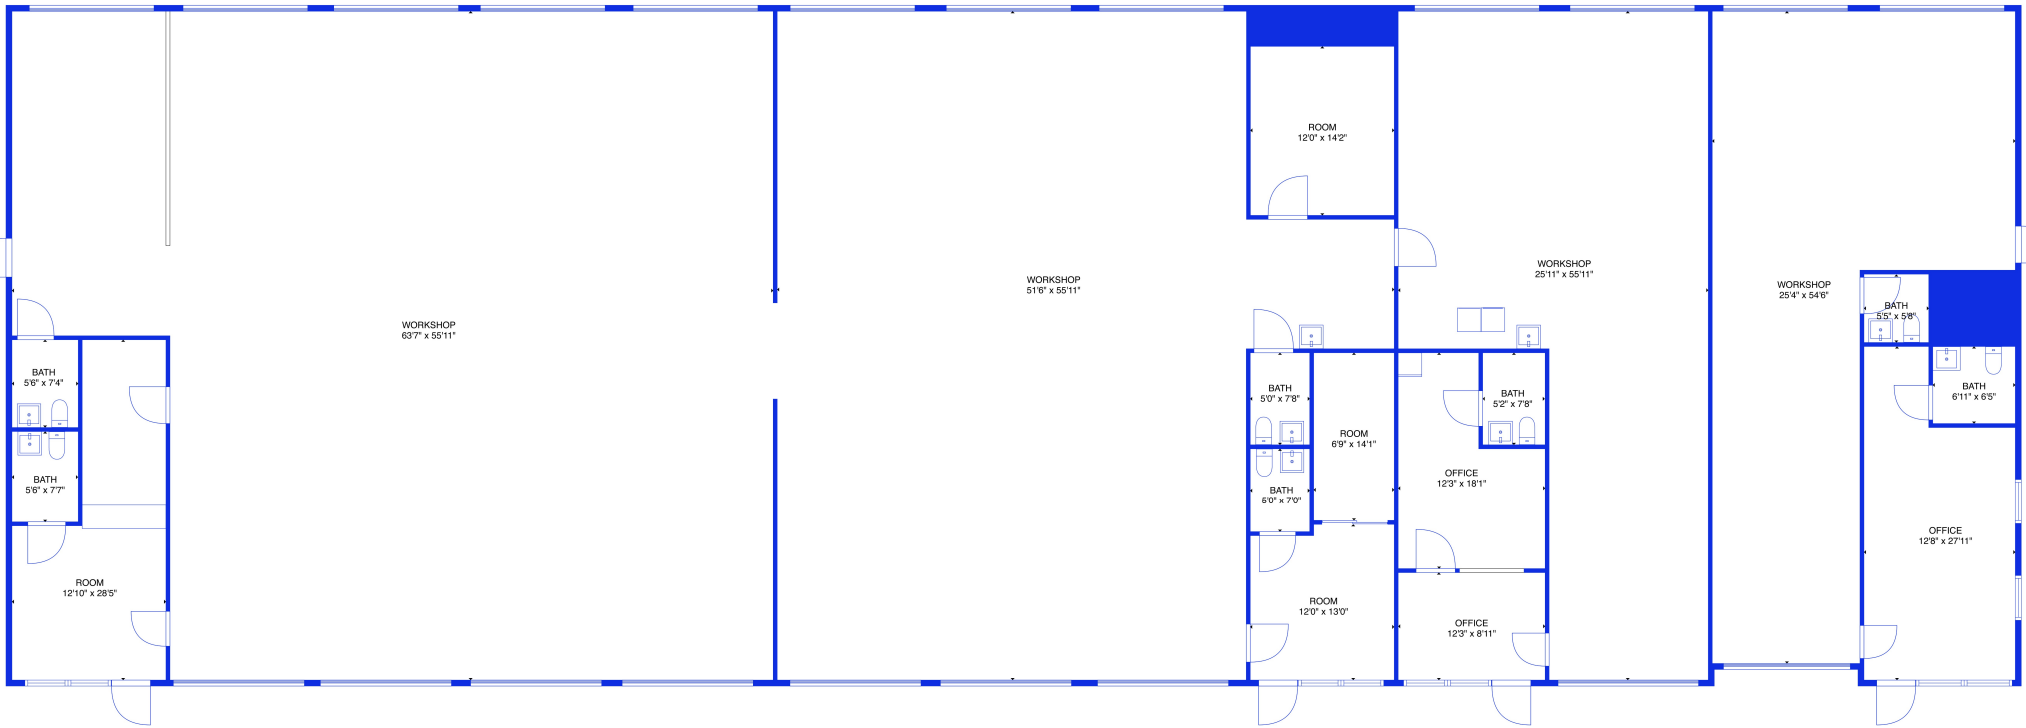 ROOM
12'0" x 14'2"
WORKSHOP
25'11" x 55'11"
WORKSHOP
51'6" x 55'11"
WORKSHOP
25'4" x 54'6"
BATH
5'5" x 5'8"
WORKSHOP
63'7" x 55'11"
BATH
5'6" x 7'4"
BATH
5'0" x 7'8"
BATH
5'2" x 7'8"
BATH
6'11" x 6'5"
ROOM
6'9" x 14'1"
BATH
5'6" x 7'7"
BATH
6'0" x 7'0"
OFFICE
12'3" x 18'1"
OFFICE
12'8" x 27'11"
ROOM
12'10" x 28'5"
ROOM
12'0" x 13'0"
OFFICE
12'3" x 8'11"